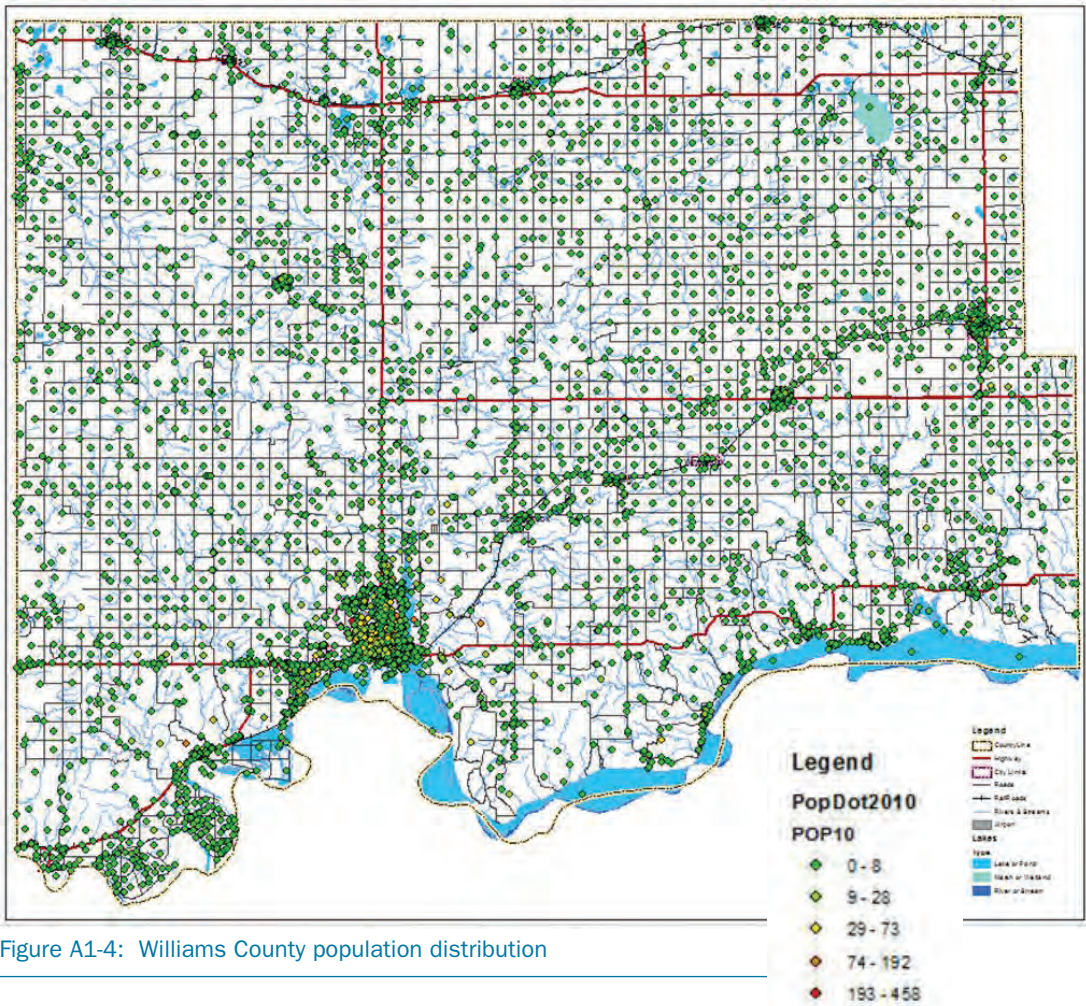 Legend
PopDot2010
POP10
0 - 8
9 - 28
29 - 73
74 - 192
193 - 458
Legend
County Line
Highway
City Limits
Roads
RailRoads
Rivers & Streams
Airport
Lakes
Type
Lake or Pond
Marsh or Wetland
River or Stream
Figure A1-4: Williams County population distribution